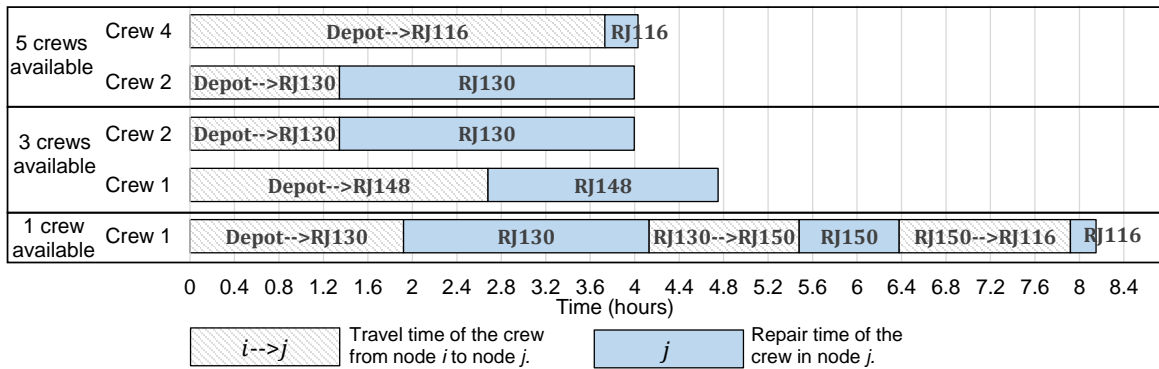 5 crews
available
Crew 4
Depot-->RJ116
RJ116
Crew 2
Depot-->RJ130
RJ130
3 crews
available
Crew 2
Depot-->RJ130
RJ130
Crew 1
Depot-->RJ148
RJ148
1 crew
available
Crew 1
Depot-->RJ130
RJ130
RJ130-->RJ150
RJ150
RJ150-->RJ116
RJ116
0 0.4 0.8 1.2 1.6 2 2.4 2.8 3.2 3.6 4 4.4 4.8 5.2 5.6 6 6.4 6.8 7.2 7.6 8 8.4
Time (hours)
i-->j
Travel time of the crew
from node i to node j.
j
Repair time of the
crew in node j.